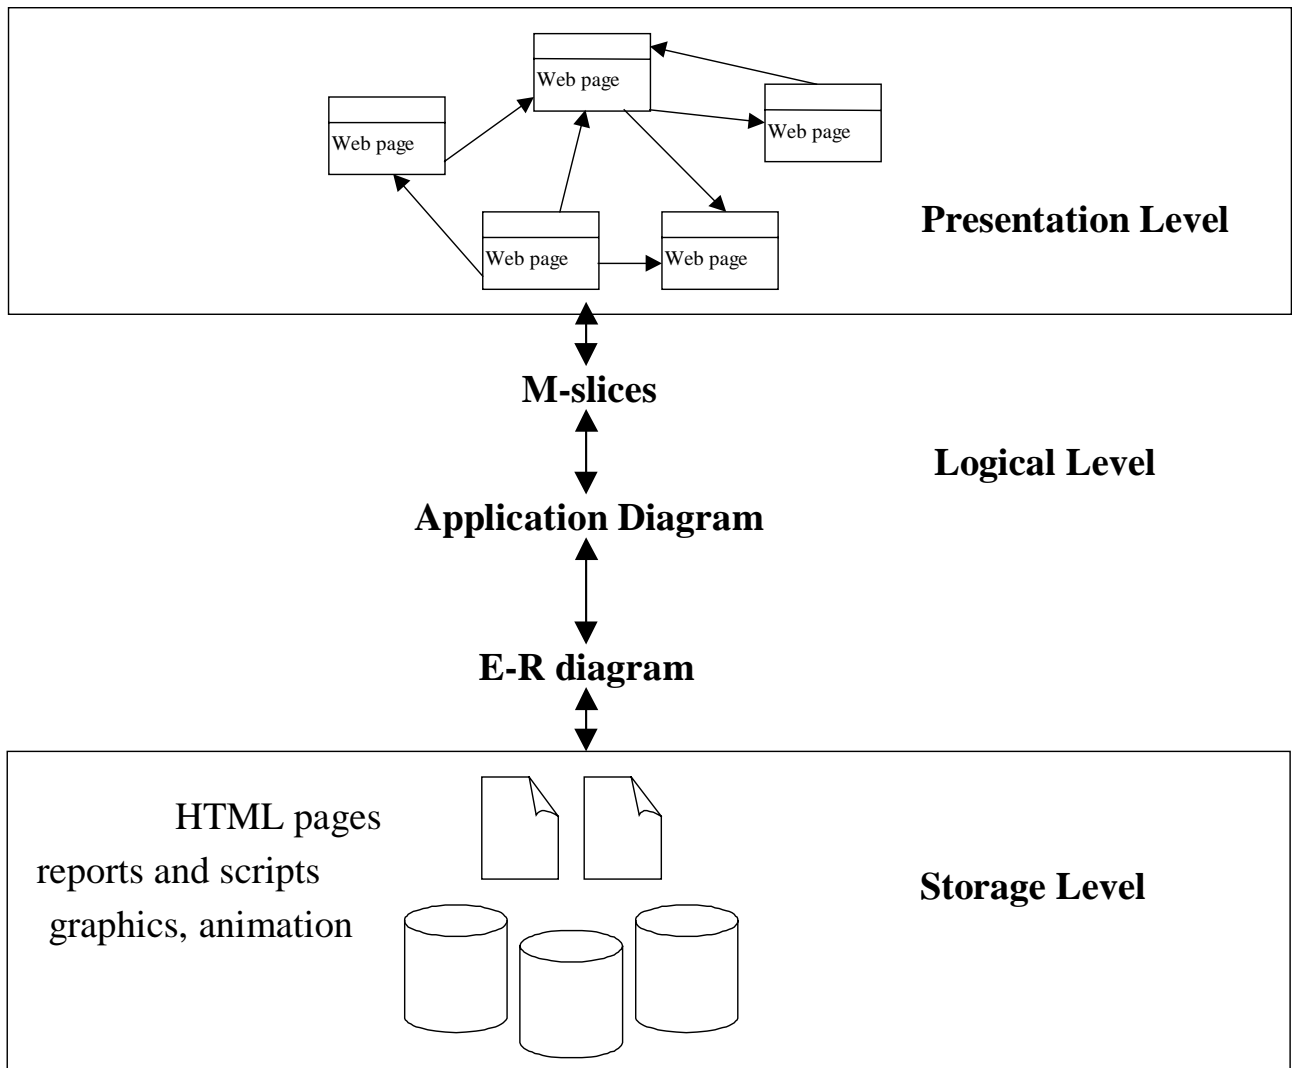 Web page
Web page
Web page
Web page
Web page
Presentation Level
M-slices
Logical Level
Application Diagram
E-R diagram
HTML pages
reports and scripts
graphics, animation
Storage Level